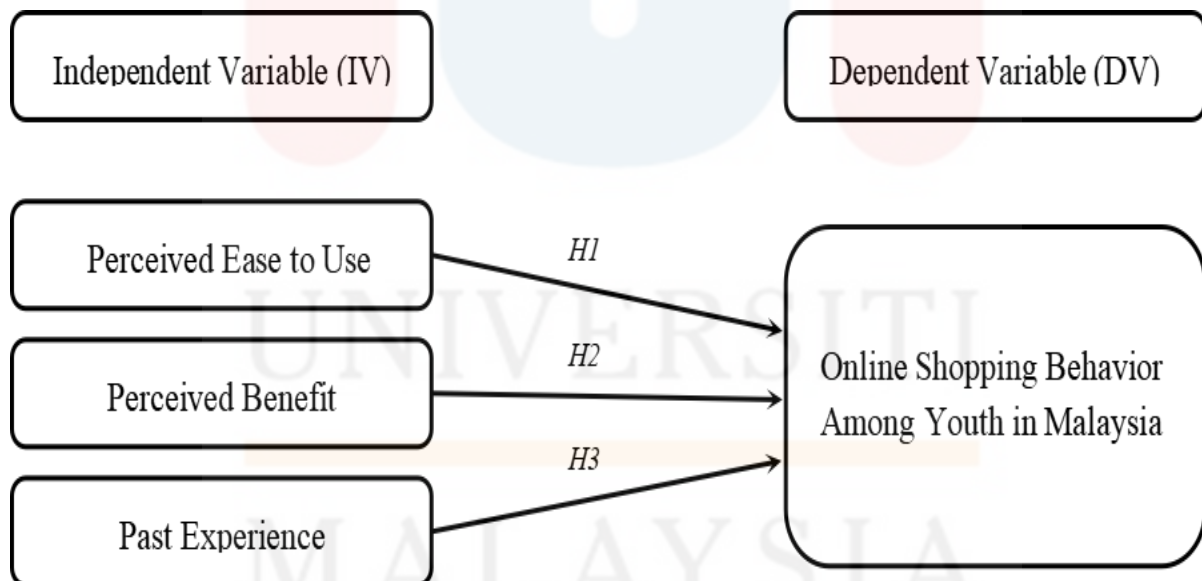 Independent Variable (IV)
Dependent Variable (DV)
Perceived Ease to Use
H1
Perceived Benefit
H2
Online Shopping Behavior
Among Youth in Malaysia
Past Experience
H3
UNIVERSITI
MALAYSIA